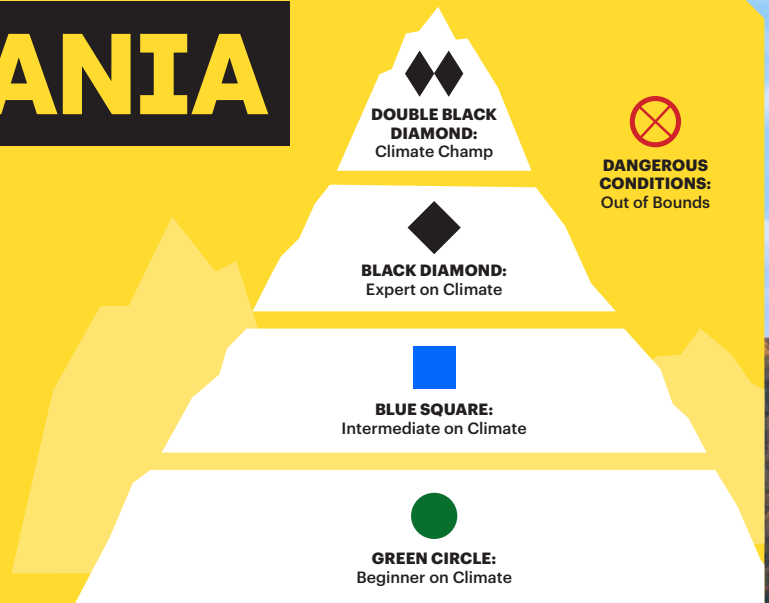 ANIA
DOUBLE BLACK
DIAMOND:
Climate Champ
DANGEROUS
CONDITIONS:
Out of Bounds
BLACK DIAMOND:
Expert on Climate
BLUE SQUARE:
Intermediate on Climate
GREEN CIRCLE:
Beginner on Climate